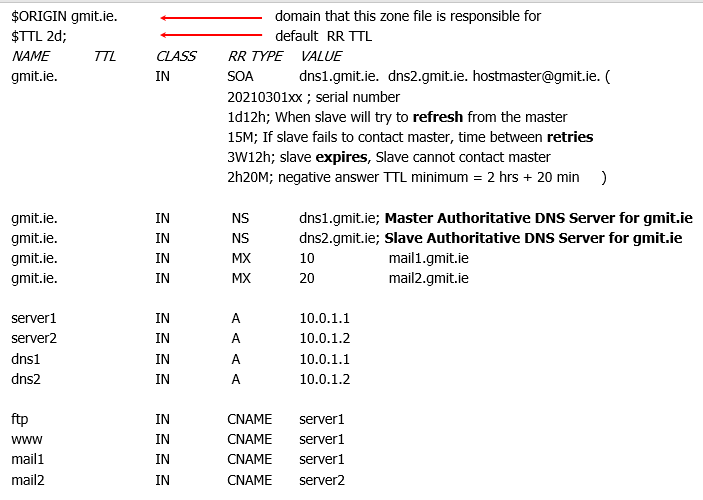 $ORIGIN gmit.ie. domain that this zone file is responsible for
$TTL 2d; default RR TTL
NAME TTL CLASS RR TYPE VALUE
gmit.ie. IN SOA dns1.gmit.ie. dns2.gmit.ie. hostmaster@gmit.ie. (
20210301xx ; serial number
1d12h; When slave will try to refresh from the master
15M; If slave fails to contact master, time between retries
3W12h; slave expires, Slave cannot contact master
2h20M; negative answer TTL minimum = 2 hrs + 20 min )
gmit.ie. IN NS dns1.gmit.ie; Master Authoritative DNS Server for gmit.ie
gmit.ie. IN NS dns2.gmit.ie; Slave Authoritative DNS Server for gmit.ie
gmit.ie. IN MX 10 mail1.gmit.ie
gmit.ie. IN MX 20 mail2.gmit.ie
server1 IN A 10.0.1.1
server2 IN A 10.0.1.2
dns1 IN A 10.0.1.1
dns2 IN A 10.0.1.2
ftp IN CNAME server1
www IN CNAME server1
mail1 IN CNAME server1
mail2 IN CNAME server2